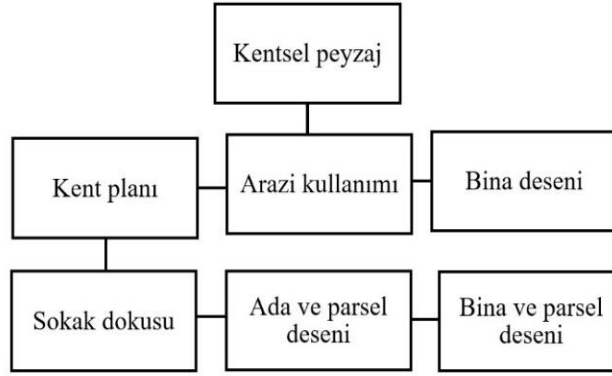 Kentsel peyzaj
Kent planı
Arazi kullanımı
Bina deseni
Sokak dokusu
Ada ve parsel
deseni
Bina ve parsel
deseni